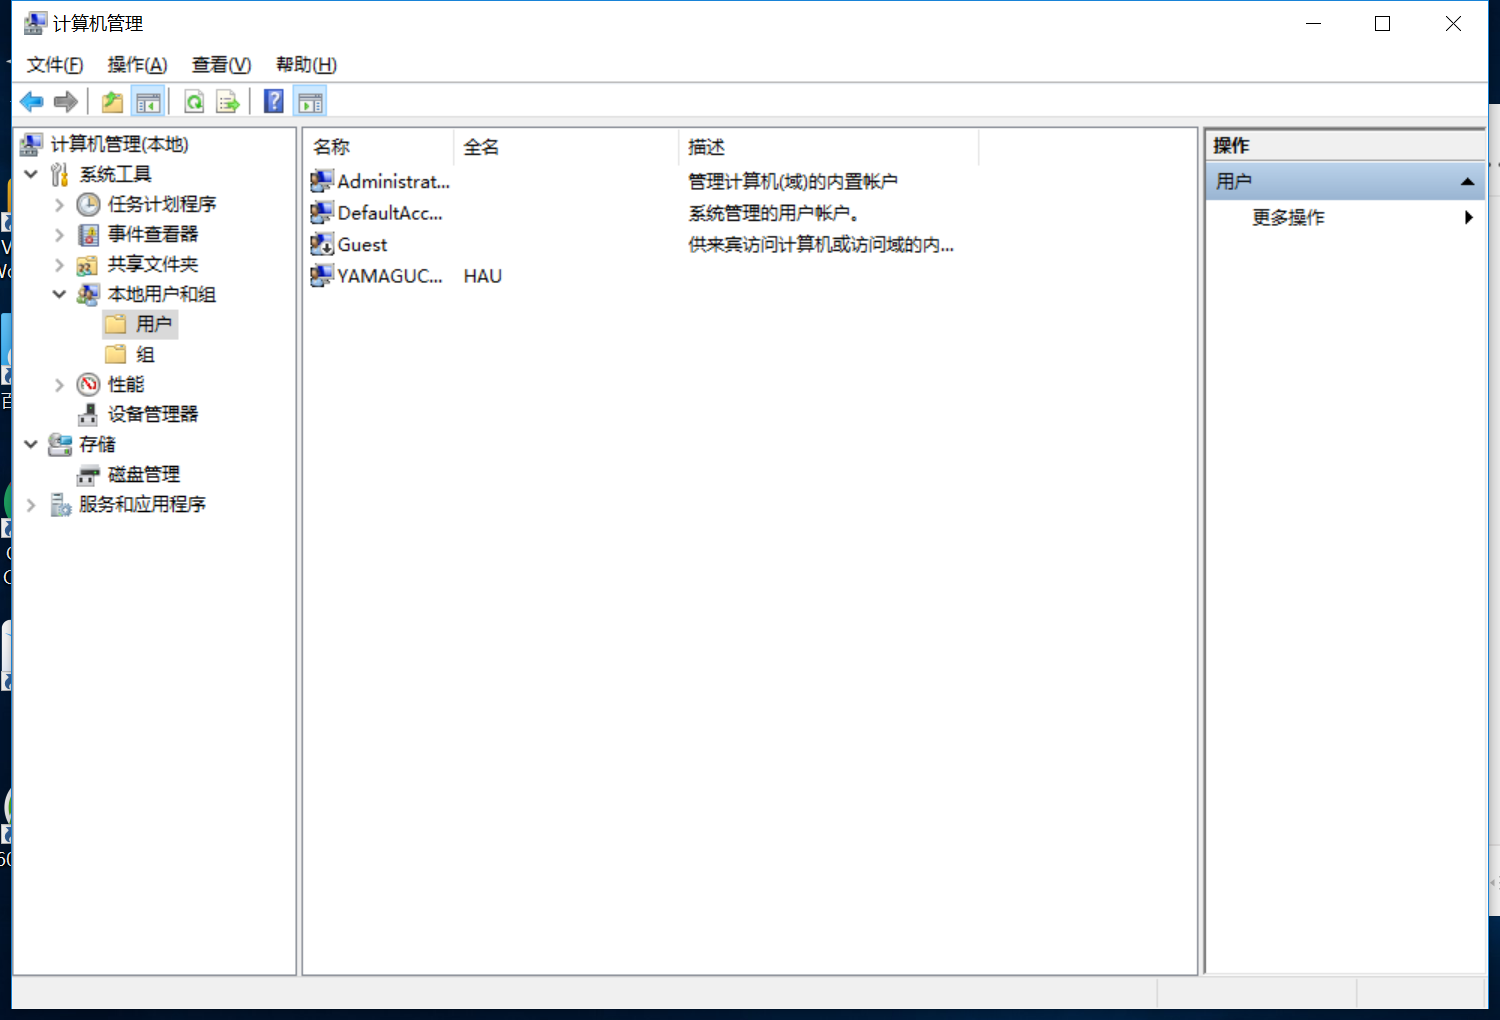 计算机管理
文件(F) 操作(A) 查看(V) 帮助(H)
计算机管理(本地)
系统工具
任务计划程序
事件查看器
共享文件夹
本地用户和组
用户
组
性能
设备管理器
存储
磁盘管理
服务和应用程序
名称 全名 描述
Administrat... 管理计算机(域)的内置帐户
DefaultAcc... 系统管理的用户帐户。
Guest 供来宾访问计算机或访问域的内...
YAMAGUC... HAU
操作
用户
更多操作